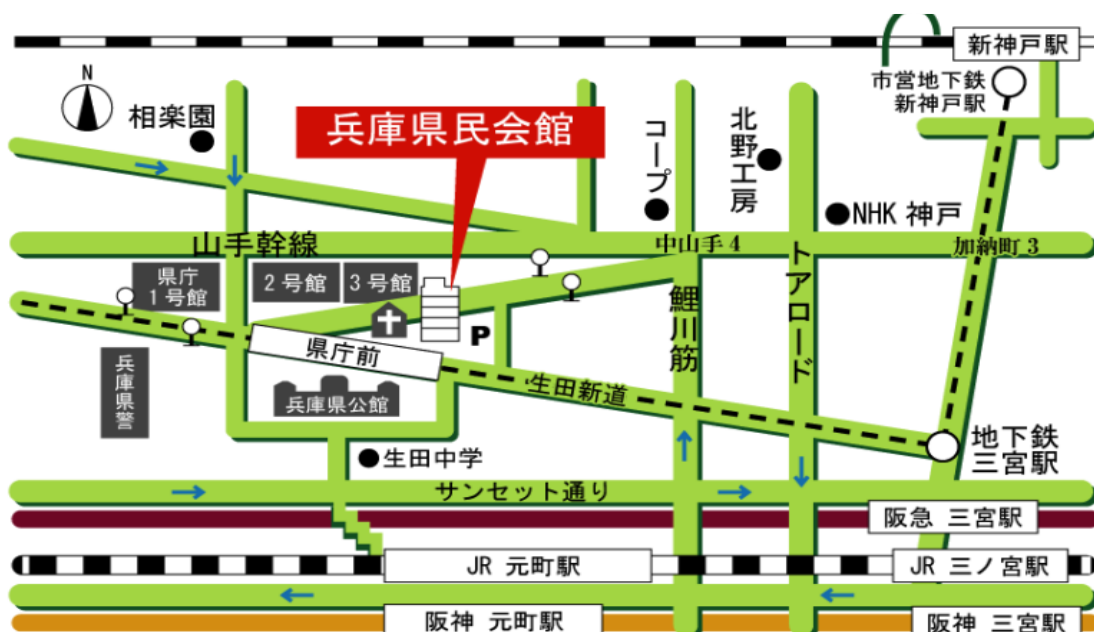 新神戸駅
市営地下鉄
新神戸駅
N
相楽園
兵庫県民会館
コープ
北野工房
NHK 神戸
山手幹線
中山手 4
加納町 3
トアロード
県庁
1 号館
2 号館
3 号館
鯉川筋
P
県庁前
兵庫県警
兵庫県公館
生田新道
地下鉄
三宮駅
生田中学
サンセット通り
阪急 三宮駅
JR 元町駅
JR 三ノ宮駅
阪神 元町駅
阪神 三宮駅